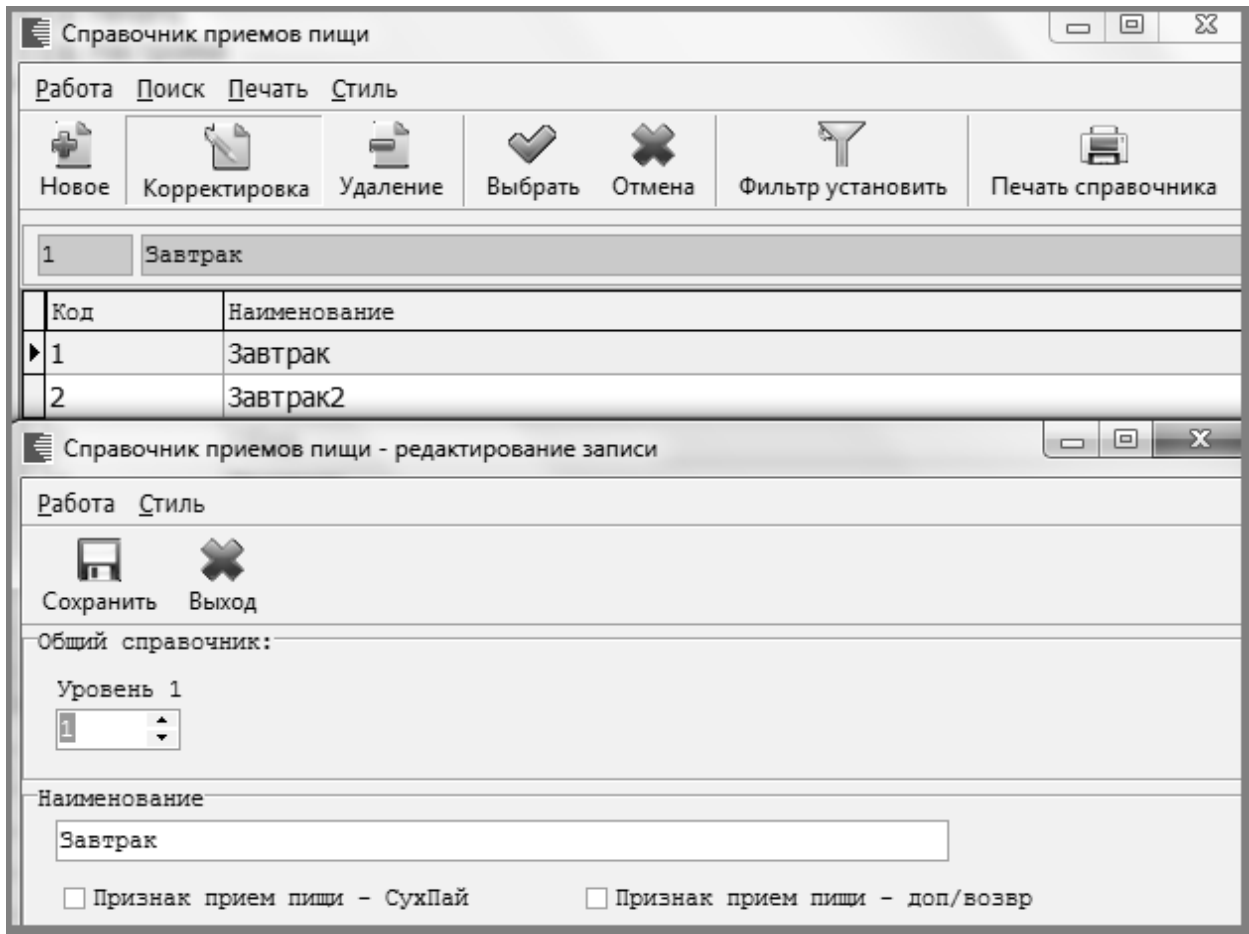 Справочник приемов пищи
Работа Поиск Печать Стиль
Новое Корректировка Удаление Выбрать Отмена Фильтр установить Печать справочника
1 Завтрак
Код Наименование
1 Завтрак
2 Завтрак2
Справочник приемов пищи - редактирование записи
Работа Стиль
Сохранить Выход
Общий справочник:
Уровень 1
1
Наименование
Завтрак
Признак прием пищи - СухПай Признак прием пищи - доп/возвр